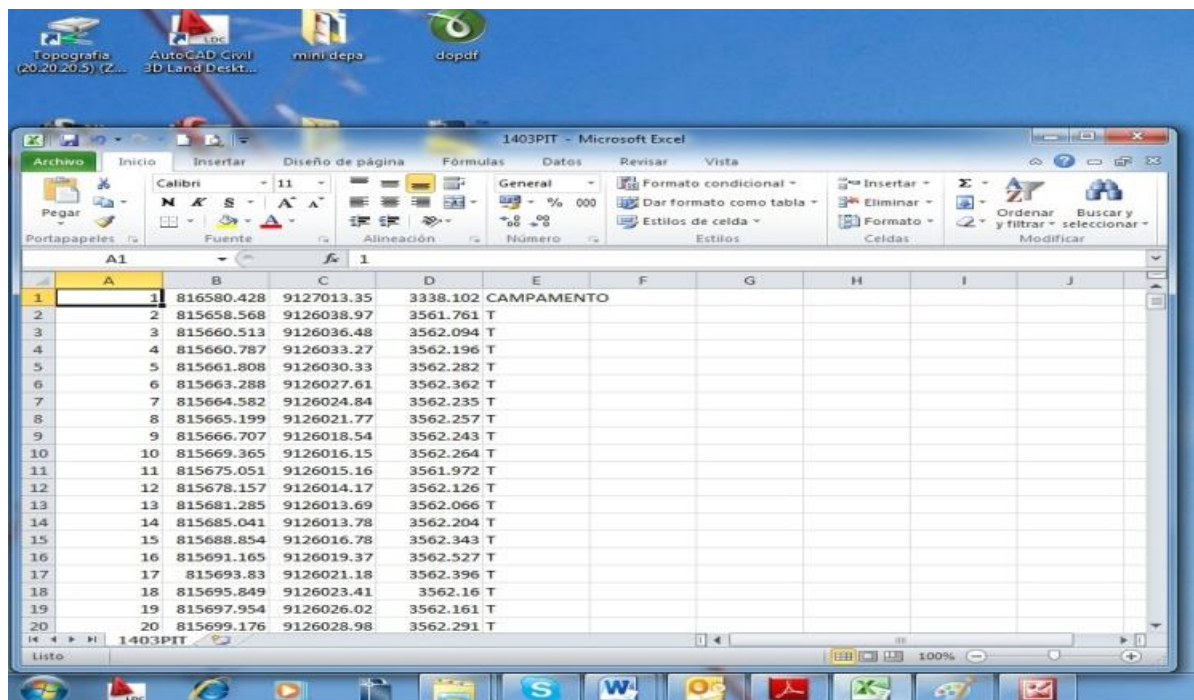 Topografia AutoCAD Civil mini depa dopdf
(20.20.20.5) (Z... 3D Land Deskt...
1403PIT - Microsoft Excel
Archivo Inicio Insertar Diseño de página Fórmulas Datos Revisar Vista
Calibri 11 General Formato condicional Insertar Σ
Pegar N K S A A % 000 Dar formato como tabla Eliminar Ordenar y filtrar Buscar y seleccionar
Estilos de celda Formato
Portapapeles Fuente Alineación Número Estilos Celdas Modificar
A1 fx 1
A B C D E F G H I J
1 1 816580.428 9127013.35 3338.102 CAMPAMENTO
2 2 815658.568 9126038.97 3561.761 T
3 3 815660.513 9126036.48 3562.094 T
4 4 815660.787 9126033.27 3562.196 T
5 5 815661.808 9126030.33 3562.282 T
6 6 815663.288 9126027.61 3562.362 T
7 7 815664.582 9126024.84 3562.235 T
8 8 815665.199 9126021.77 3562.257 T
9 9 815666.707 9126018.54 3562.243 T
10 10 815669.365 9126016.15 3562.264 T
11 11 815675.051 9126015.16 3561.972 T
12 12 815678.157 9126014.17 3562.126 T
13 13 815681.285 9126013.69 3562.066 T
14 14 815685.041 9126013.78 3562.204 T
15 15 815688.854 9126016.78 3562.343 T
16 16 815691.165 9126019.37 3562.527 T
17 17 815693.83 9126021.18 3562.396 T
18 18 815695.849 9126023.41 3562.16 T
19 19 815697.954 9126026.02 3562.161 T
20 20 815699.176 9126028.98 3562.291 T
1403PIT
Listo 100%